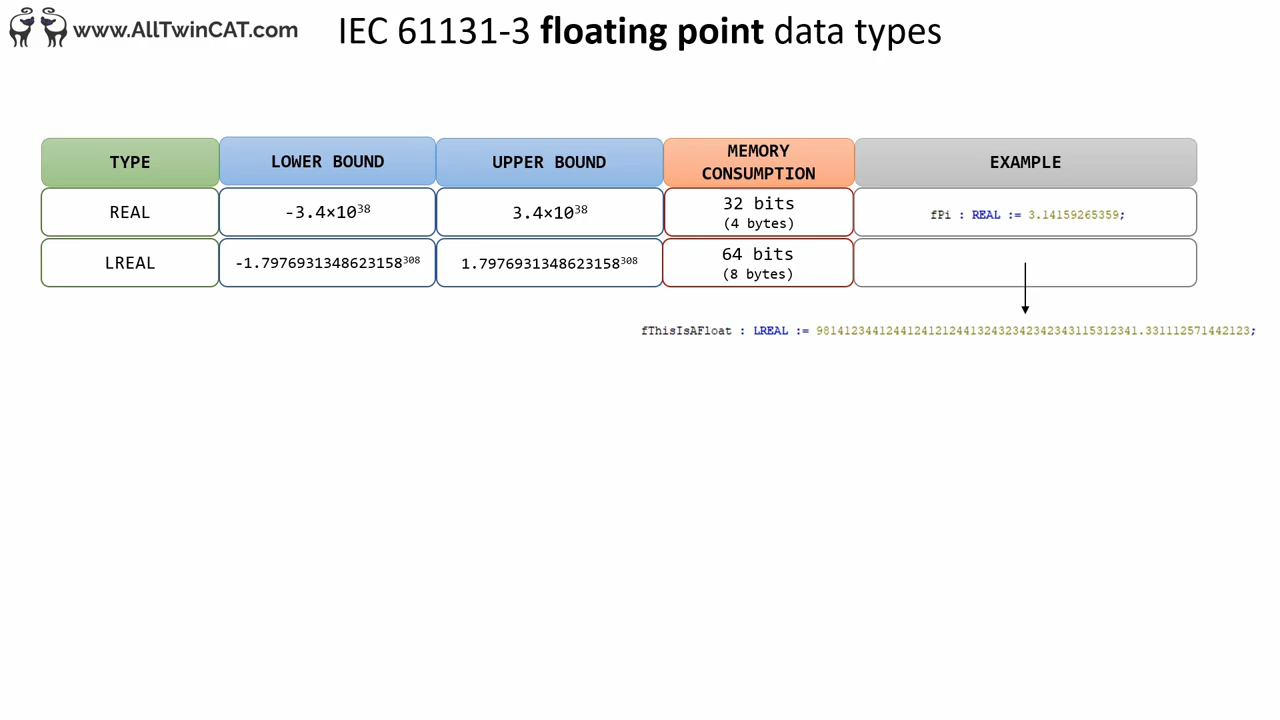 www.AllTwinCAT.com
IEC 61131-3 floating point data types
TYPE LOWER BOUND UPPER BOUND MEMORY CONSUMPTION EXAMPLE
REAL -3.4×10³⁸ 3.4×10³⁸ 32 bits (4 bytes) fPi : REAL := 3.14159265359;
LREAL -1.7976931348623158³⁰⁸ 1.7976931348623158³⁰⁸ 64 bits (8 bytes)
fThisIsAFloat : LREAL := 9814123441244124121244132432342342343115312341.331112571442123;